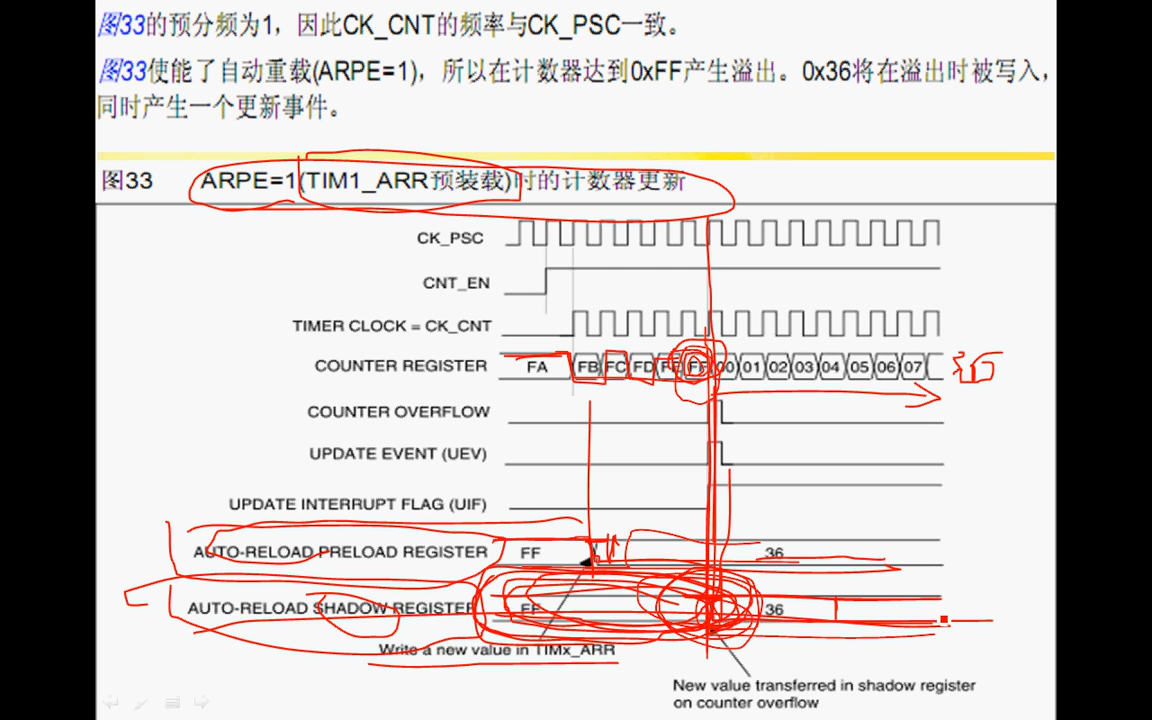 图33的预分频为1，因此CK_CNT的频率与CK_PSC一致。
图33使能了自动重载(ARPE=1)，所以在计数器达到0xFF产生溢出。0x36将在溢出时被写入，
同时产生一个更新事件。
图33 ARPE=1(TIM1_ARR预装载)时的计数器更新
CK_PSC
CNT_EN
TIMER CLOCK = CK_CNT
COUNTER REGISTER FA FB FC FD FE FF 00 01 02 03 04 05 06 07
COUNTER OVERFLOW
UPDATE EVENT (UEV)
UPDATE INTERRUPT FLAG (UIF)
AUTO-RELOAD PRELOAD REGISTER FF 36
AUTO-RELOAD SHADOW REGISTER FF 36
Write a new value in TIMx_ARR
New value transferred in shadow register
on counter overflow